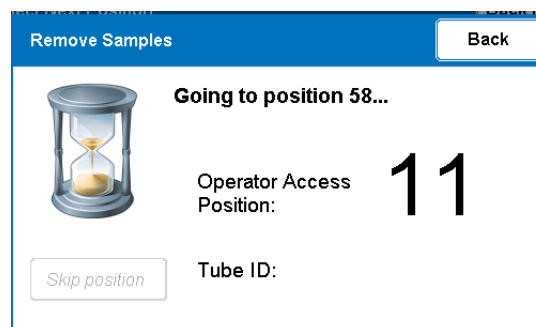 Remove Samples
Back
Going to position 58...
Operator Access
Position:
11
Tube ID:
Skip position